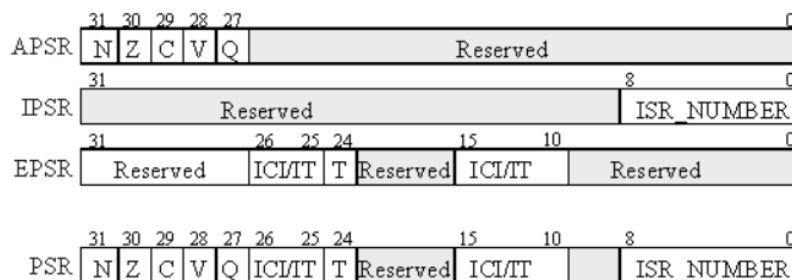 31 30 29 28 27 0
APSR N Z C V Q Reserved
31 8 0
IPSR Reserved ISR_NUMBER
31 26 25 24 15 10 0
EPSR Reserved ICI/IT T Reserved ICI/IT Reserved
31 30 29 28 27 26 25 24 15 10 8 0
PSR N Z C V Q ICI/IT T Reserved ICI/IT ISR_NUMBER